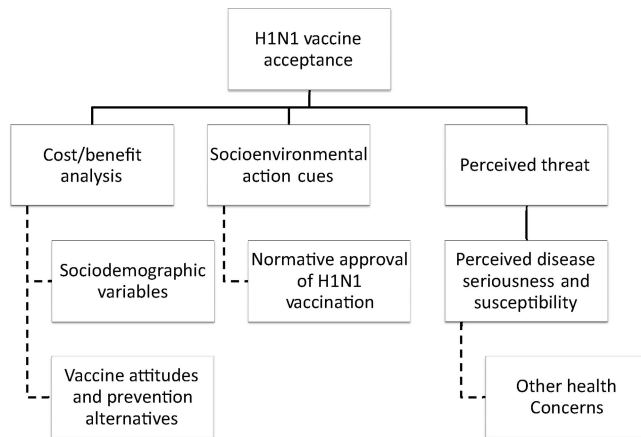 H1N1 vaccine
acceptance
Cost/benefit
analysis
Socioenvironmental
action cues
Perceived threat
Sociodemographic
variables
Normative approval
of H1N1
vaccination
Perceived disease
seriousness and
susceptibility
Vaccine attitudes
and prevention
alternatives
Other health
Concerns